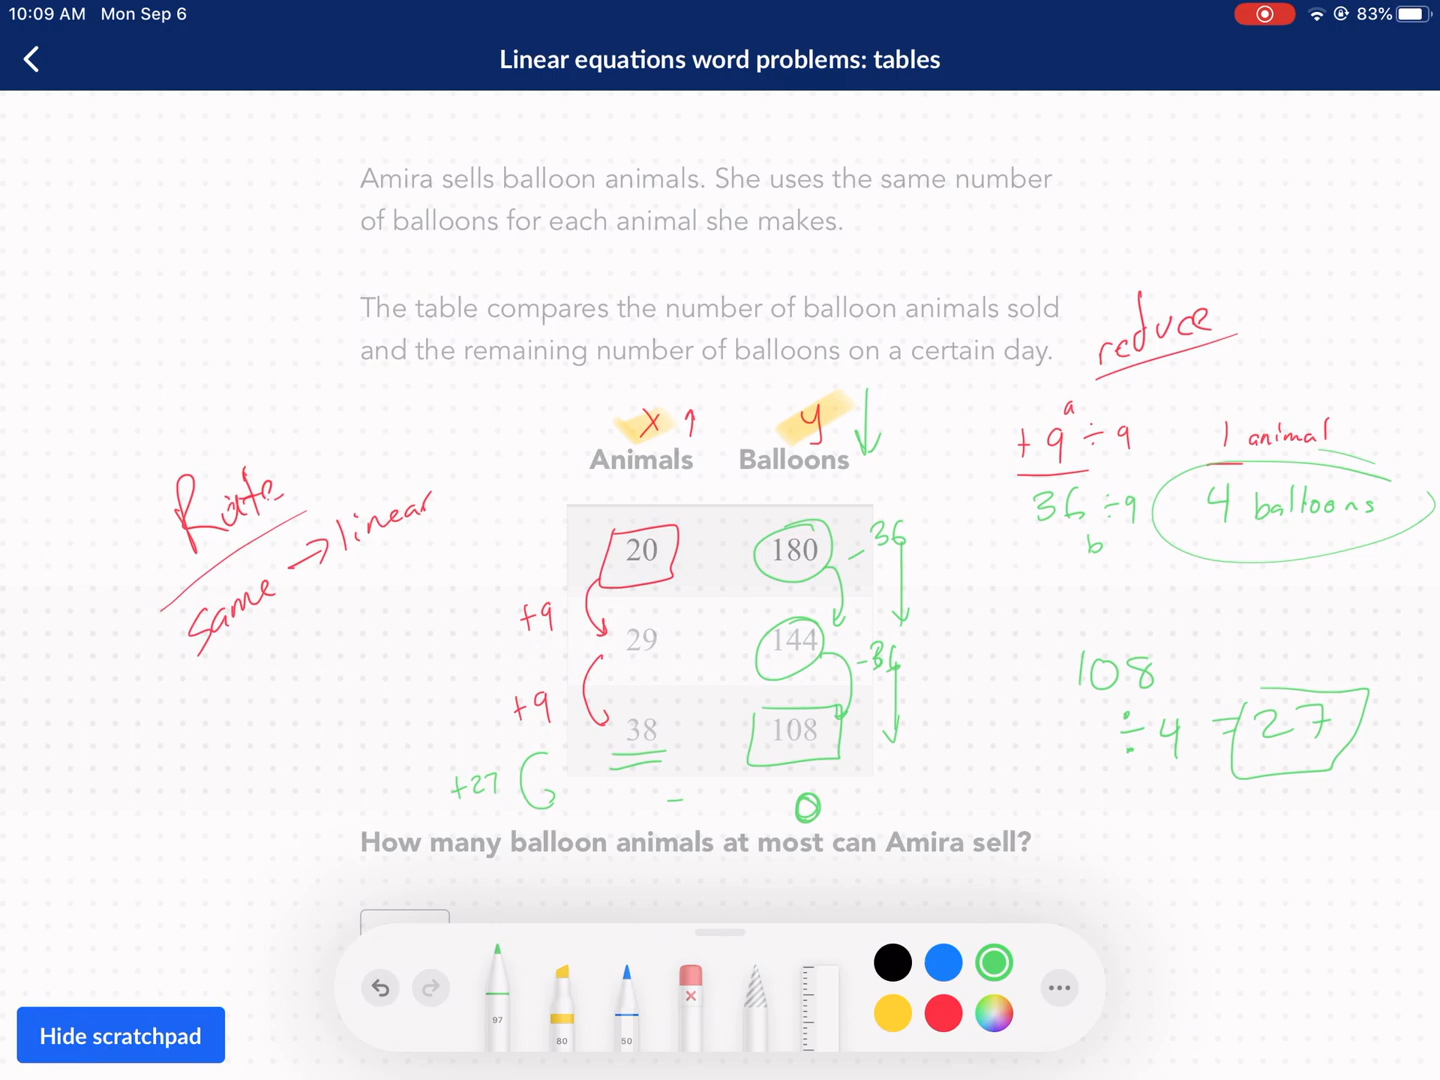 10:09 AM Mon Sep 6
83%
Linear equations word problems: tables
Amira sells balloon animals. She uses the same number
of balloons for each animal she makes.
The table compares the number of balloon animals sold
and the remaining number of balloons on a certain day.
reduce
x ↑ y ↓
Animals Balloons
+9 a ÷ 9 1 animal
36 b ÷ 9 4 balloons
Rate
same → linear
20 180 -36
+9
29 144 -36
+9
38 108
108
÷4 = 27
+27 - 0
How many balloon animals at most can Amira sell?
97
80
50
Hide scratchpad